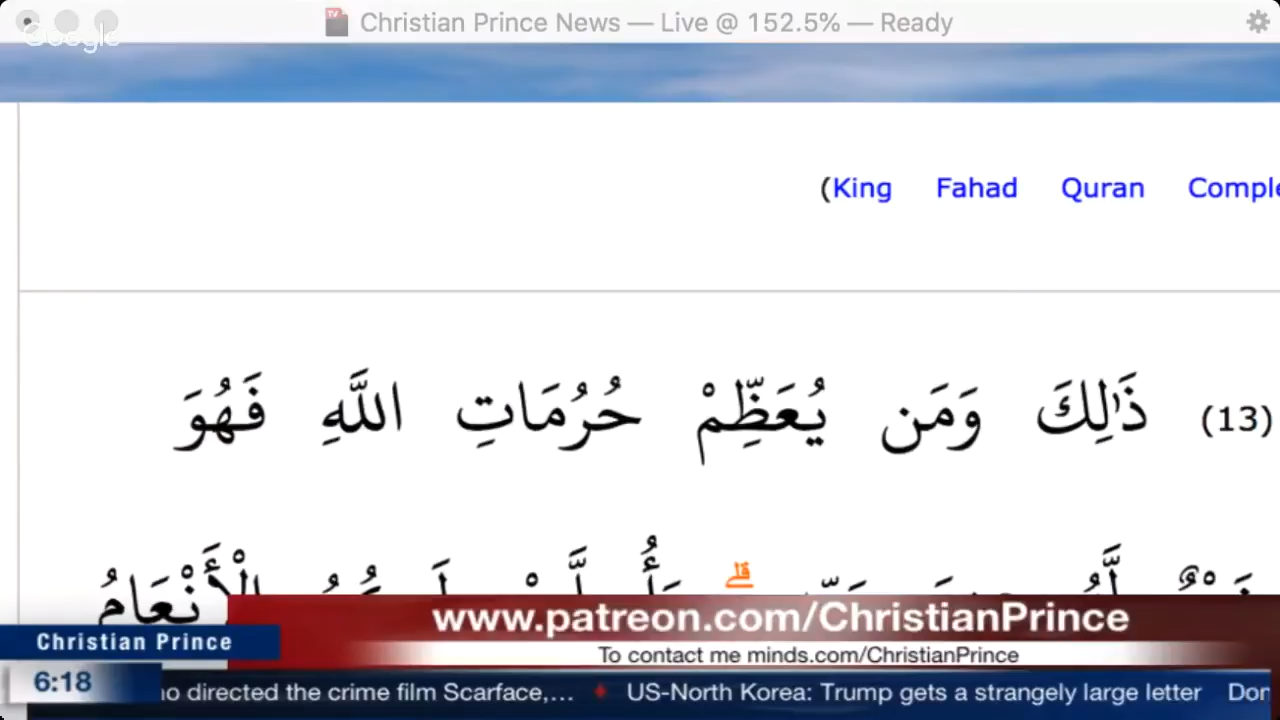 Christian Prince News — Live @ 152.5% — Ready
Google
(King Fahad Quran Comple
(13) ذَٰلِكَ وَمَن يُعَظِّمْ حُرُمَاتِ اللَّهِ فَهُوَ
الْأَنْعَامُ
www.patreon.com/ChristianPrince
Christian Prince
To contact me minds.com/ChristianPrince
6:18
o directed the crime film Scarface,... ♦ US-North Korea: Trump gets a strangely large letter Don